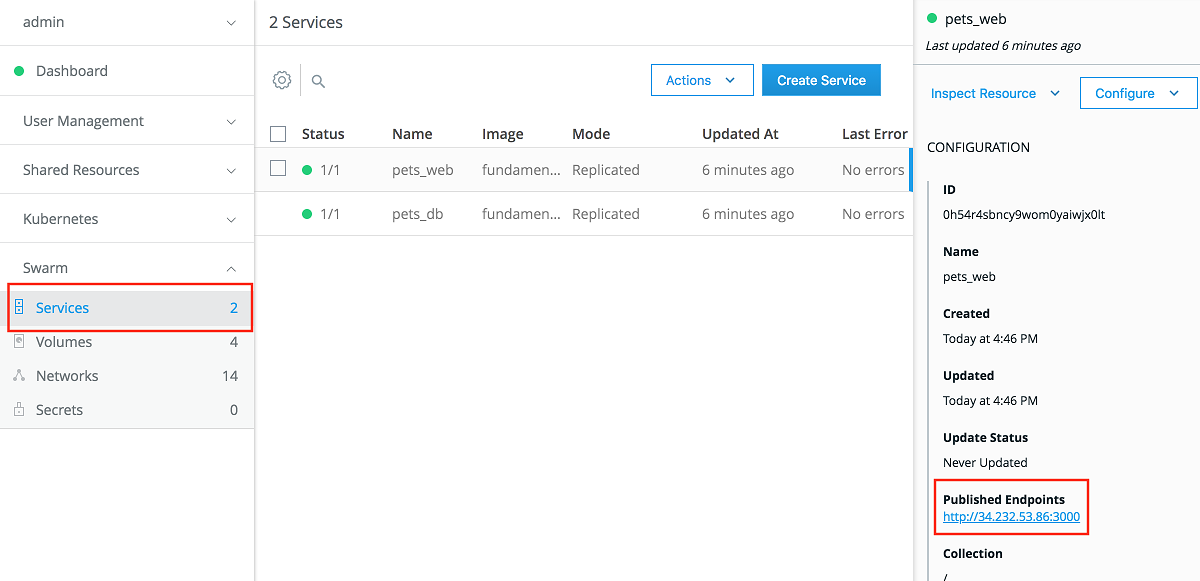 admin
Dashboard
User Management
Shared Resources
Kubernetes
Swarm
Services 2
Volumes 4
Networks 14
Secrets 0
2 Services
Actions
Create Service
Status Name Image Mode Updated At Last Error
1/1 pets_web fundamen... Replicated 6 minutes ago No errors
1/1 pets_db fundamen... Replicated 6 minutes ago No errors
pets_web
Last updated 6 minutes ago
Inspect Resource
Configure
CONFIGURATION
ID
0h54r4sbncy9wom0yaiwjx0lt
Name
pets_web
Created
Today at 4:46 PM
Updated
Today at 4:46 PM
Update Status
Never Updated
Published Endpoints
http://34.232.53.86:3000
Collection
/